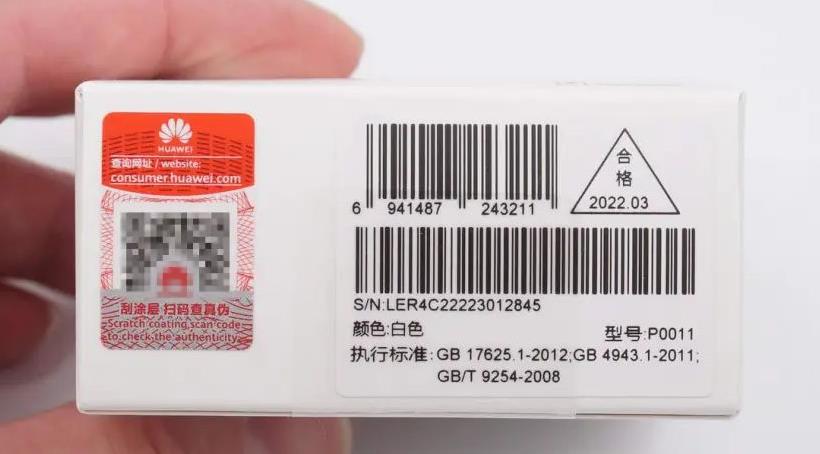 HUAWEI
查询网址 / website:
consumer.huawei.com
刮涂层 扫码查真伪
Scratch coating,scan code
to check the authenticity
6 941487 243211
合
格
2022.03
S/N:LER4C22223012845
颜色:白色
型号:P0011
执行标准:GB 17625.1-2012;GB 4943.1-2011;
GB/T 9254-2008